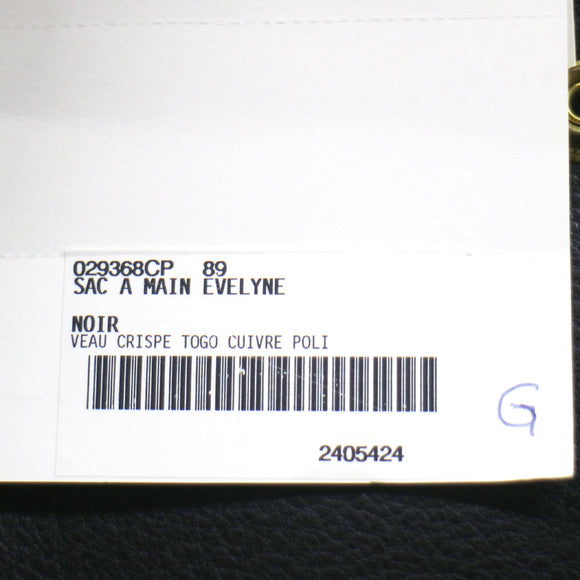 029368CP 89
SAC A MAIN EVELYNE
NOIR
VEAU CRISPE TOGO CUIVRE POLI
G
2405424